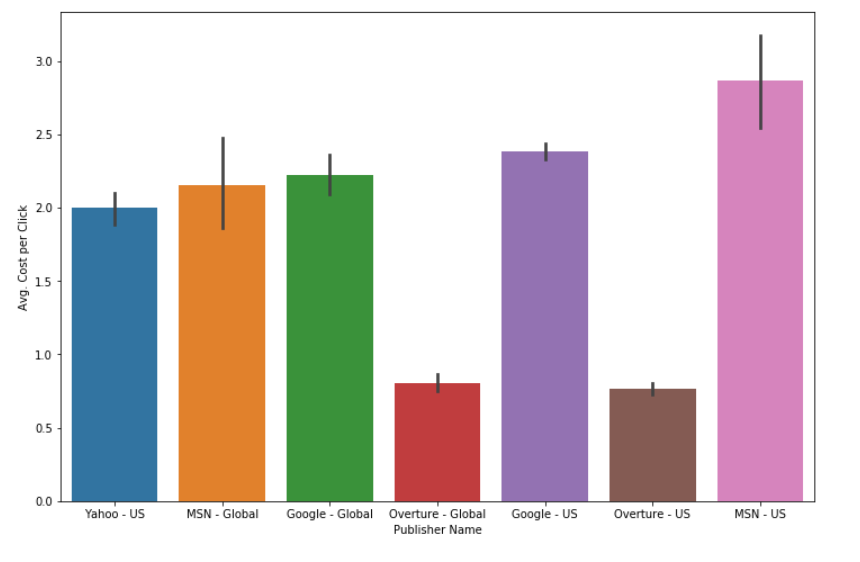 3.0
2.5
2.0
1.5
1.0
0.5
0.0
Avg. Cost per Click
Yahoo - US MSN - Global Google - Global Overture - Global Google - US Overture - US MSN - US
Publisher Name